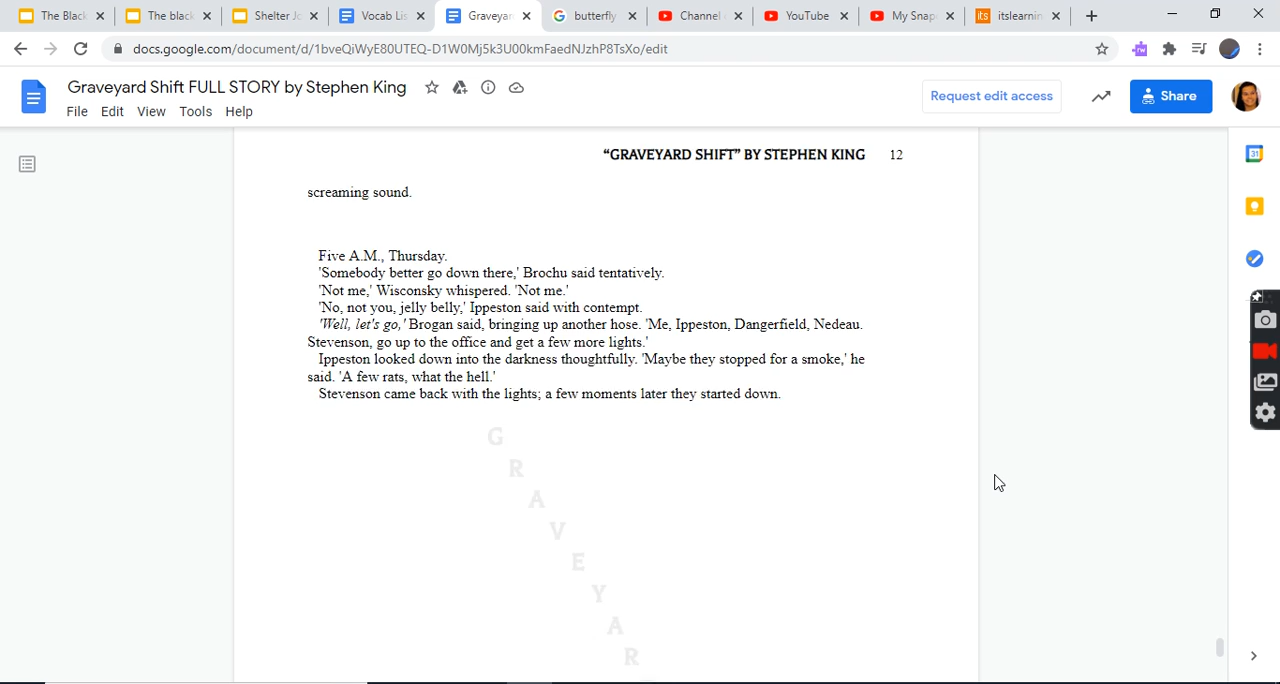 The Blac
The black
Shelter Jo
Vocab Lis
Graveyar
butterfly
Channel
YouTube
My Snap
its
itslearnin
docs.google.com/document/d/1bveQiWyE80UTEQ-D1W0Mj5k3U00kmFaedNJzhP8TsXo/edit
rw
Graveyard Shift FULL STORY by Stephen King
File Edit View Tools Help
Request edit access
Share
31
“GRAVEYARD SHIFT” BY STEPHEN KING 12
screaming sound.
Five A.M., Thursday.
'Somebody better go down there,' Brochu said tentatively.
'Not me,' Wisconsky whispered. 'Not me.'
'No, not you, jelly belly,' Ippeston said with contempt.
'Well, let's go,' Brogan said, bringing up another hose. 'Me, Ippeston, Dangerfield, Nedeau.
Stevenson, go up to the office and get a few more lights.'
Ippeston looked down into the darkness thoughtfully. 'Maybe they stopped for a smoke,' he
said. 'A few rats, what the hell.'
Stevenson came back with the lights; a few moments later they started down.
G
R
A
V
E
Y
A
R